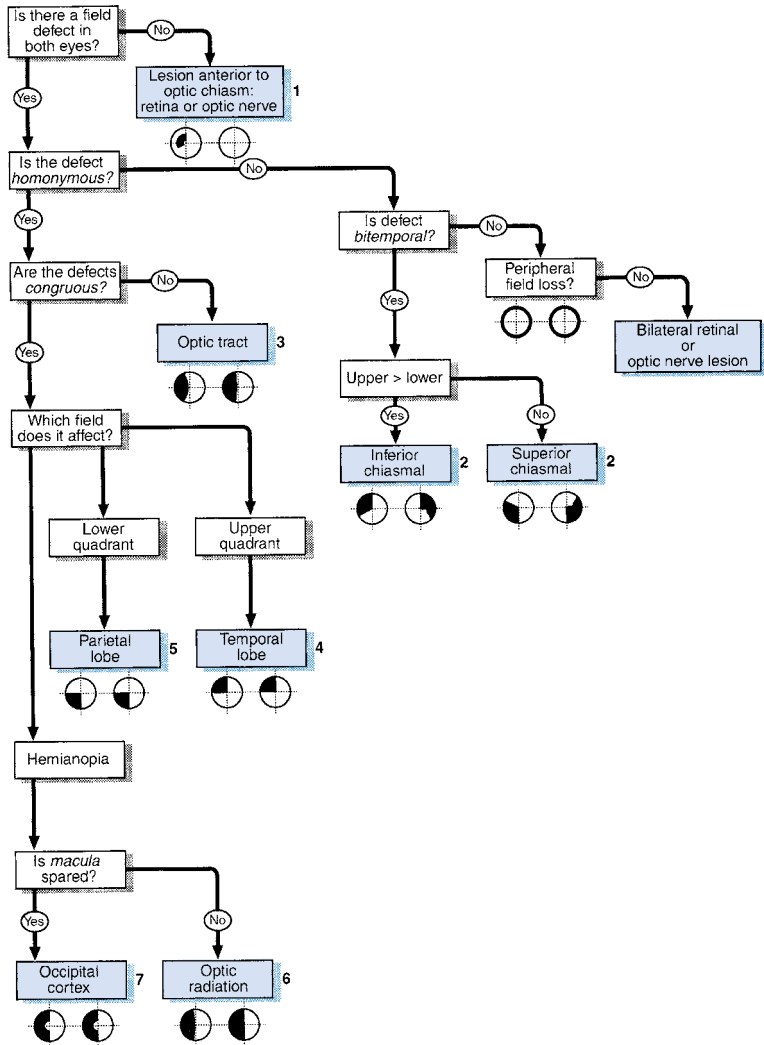 Is there a field
defect in
both eyes?
No
Lesion anterior to
optic chiasm:
retina or optic nerve
1
Yes
Is the defect
homonymous?
No
Yes
Is defect
bitemporal?
No
Are the defects
congruous?
No
Peripheral
field loss?
No
Yes
Optic tract
3
Bilateral retinal
or
optic nerve lesion
Yes
Upper > lower
Yes
No
Which field
does it affect?
Inferior
chiasmal
2
Superior
chiasmal
2
Lower
quadrant
Upper
quadrant
Parietal
lobe
5
Temporal
lobe
4
Hemianopia
Is macula
spared?
Yes
No
Occipital
cortex
7
Optic
radiation
6